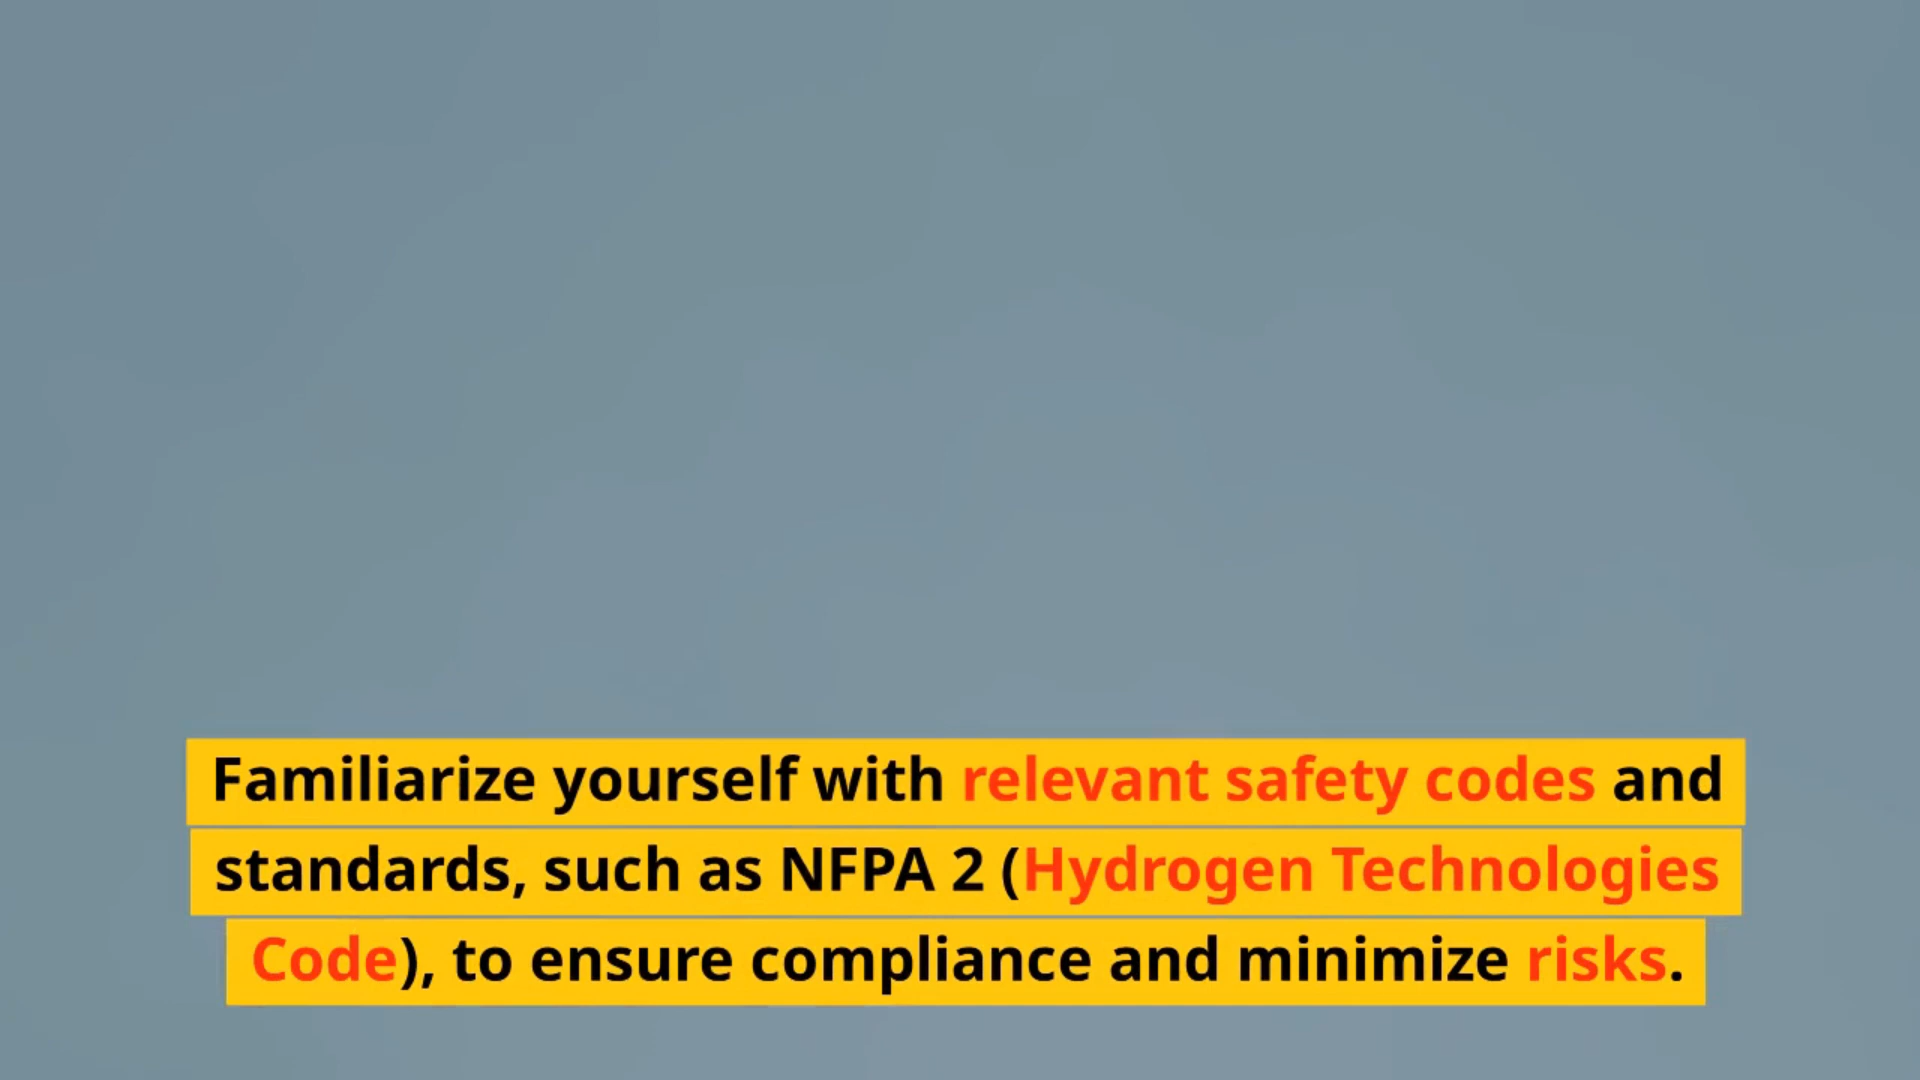 Familiarize yourself with relevant safety codes and
standards, such as NFPA 2 (Hydrogen Technologies
Code), to ensure compliance and minimize risks.